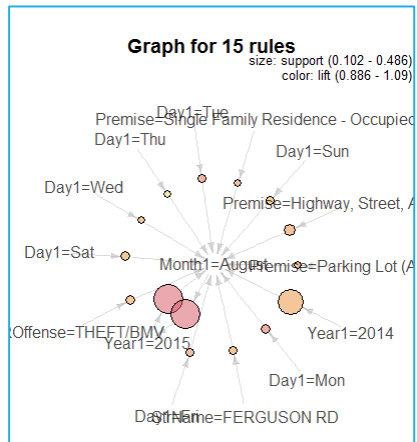 Graph for 15 rules
size: support (0.102 - 0.486)
color: lift (0.886 - 1.09)
Day1=Tue
Premise=Single Family Residence - Occupied
Day1=Thu
Day1=Sun
Day1=Wed
Premise=Highway, Street, A
Day1=Sat
Month1=August
Premise=Parking Lot (A
Offense=THEFT/BMV
Year1=2015
Year1=2014
Day1=Mon
Day1=Fri
StName=FERGUSON RD